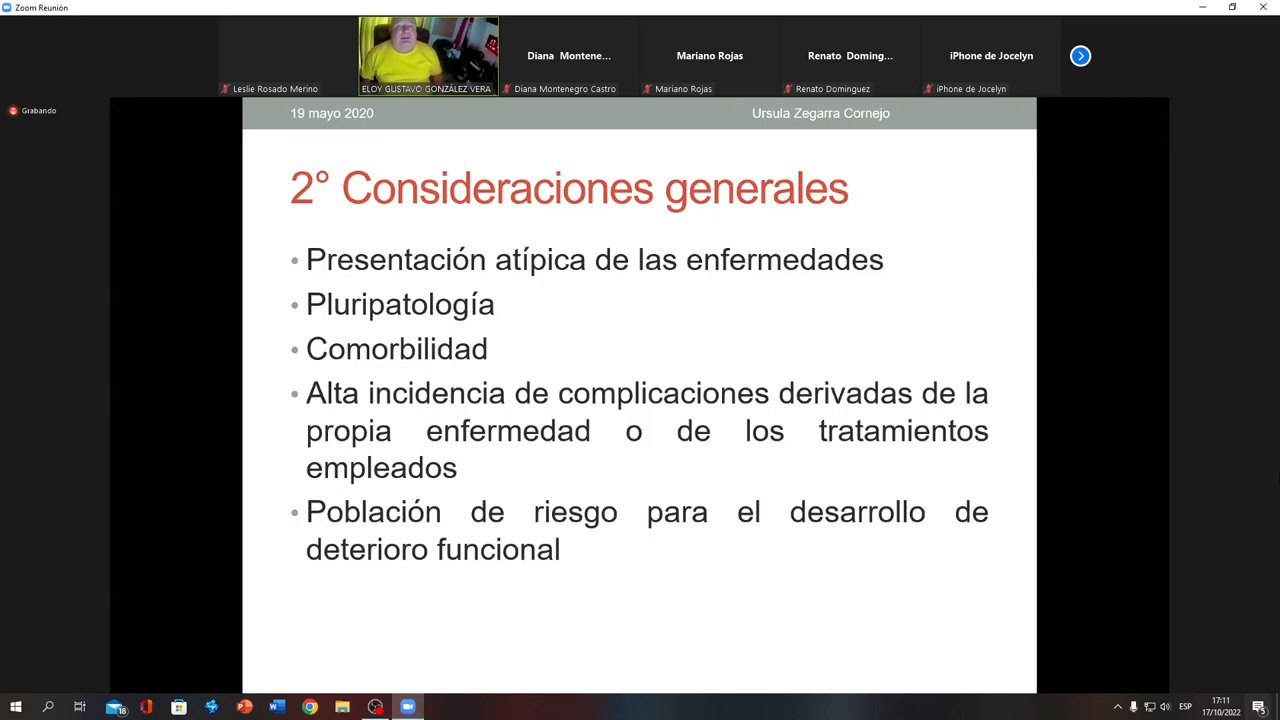 Zoom Reunión
Diana Montene...
Mariano Rojas
Renato Doming...
iPhone de Jocelyn
Leslie Rosado Merino
ELOY GUSTAVO GONZÁLEZ VERA
Diana Montenegro Castro
Mariano Rojas
Renato Dominguez
iPhone de Jocelyn
Grabando
19 mayo 2020
Ursula Zegarra Cornejo
2° Consideraciones generales
• Presentación atípica de las enfermedades
• Pluripatología
• Comorbilidad
• Alta incidencia de complicaciones derivadas de la
propia enfermedad o de los tratamientos
empleados
• Población de riesgo para el desarrollo de
deterioro funcional
18
ESP
17:11
17/10/2022
5